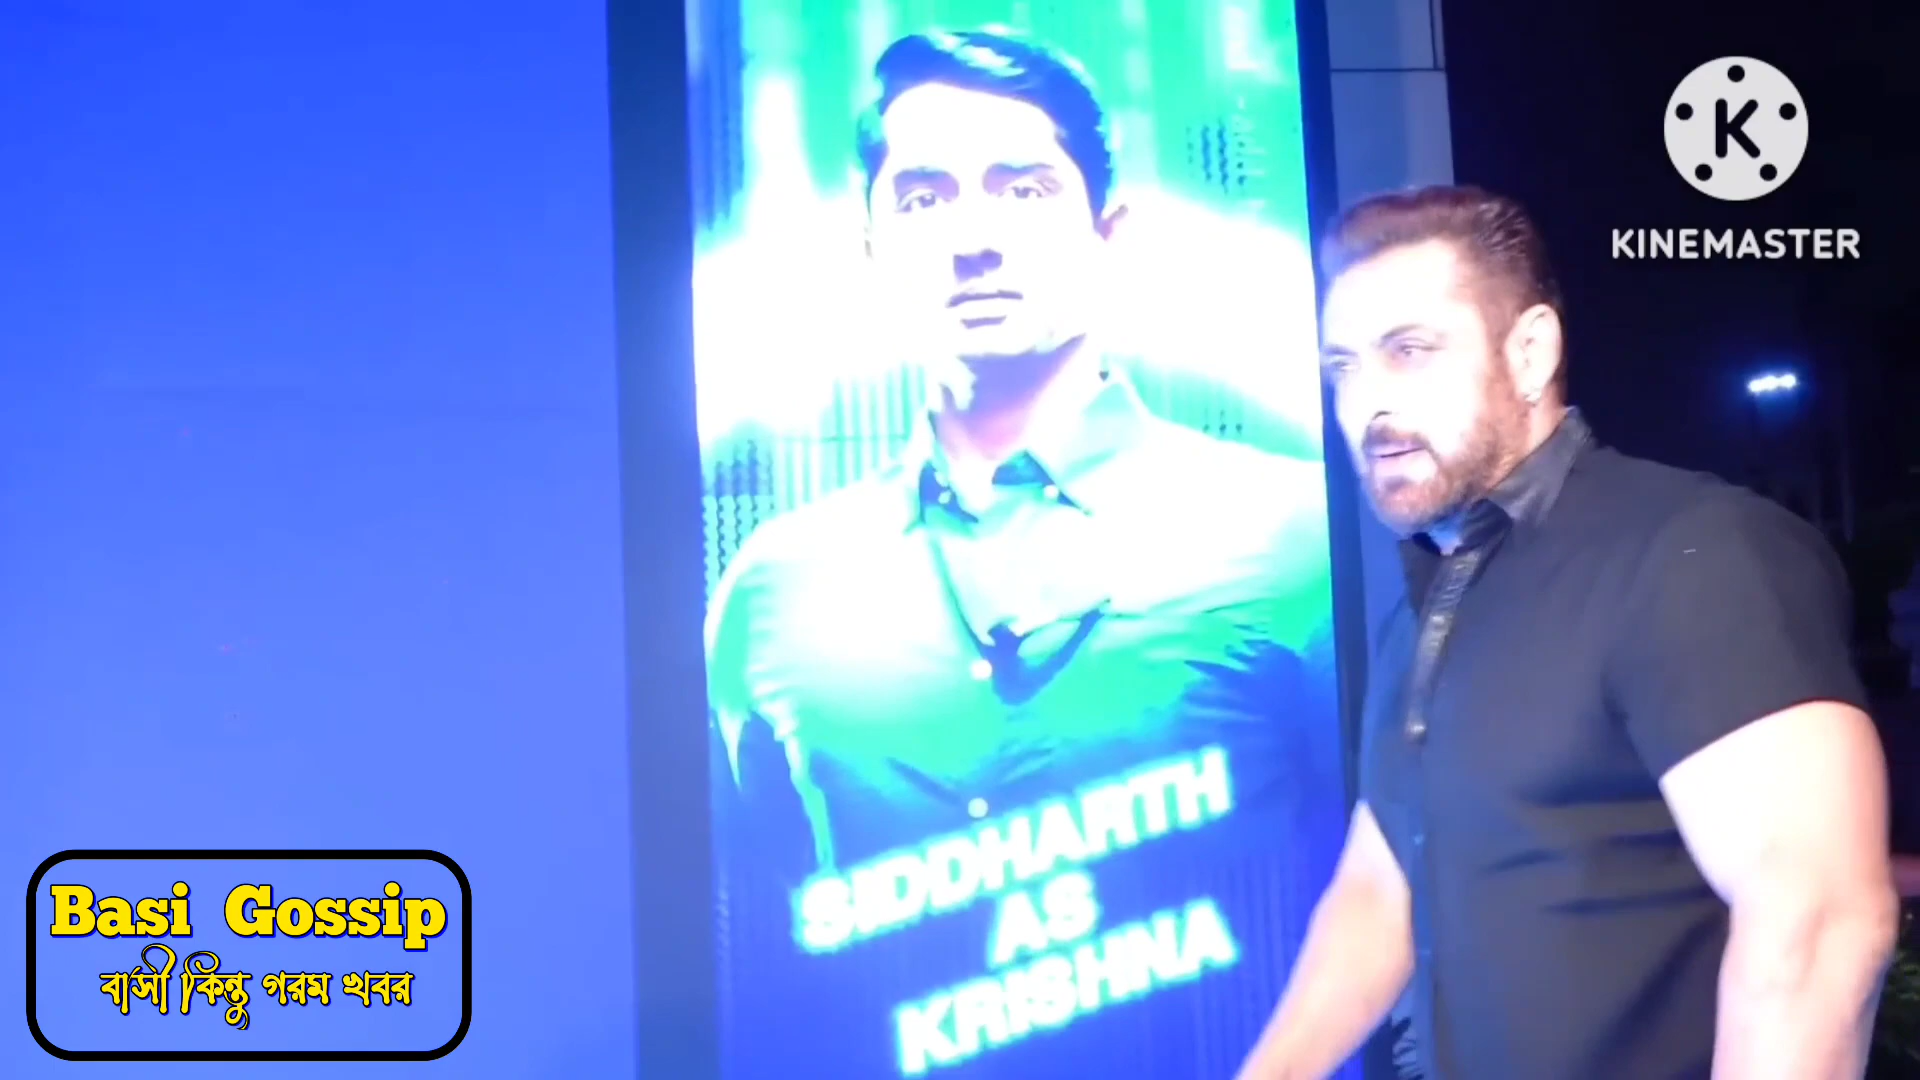 K
KINEMASTER
SIDDHARTH
AS
KRISHNA
Basi Gossip
বাসী কিন্তু গরম খবর